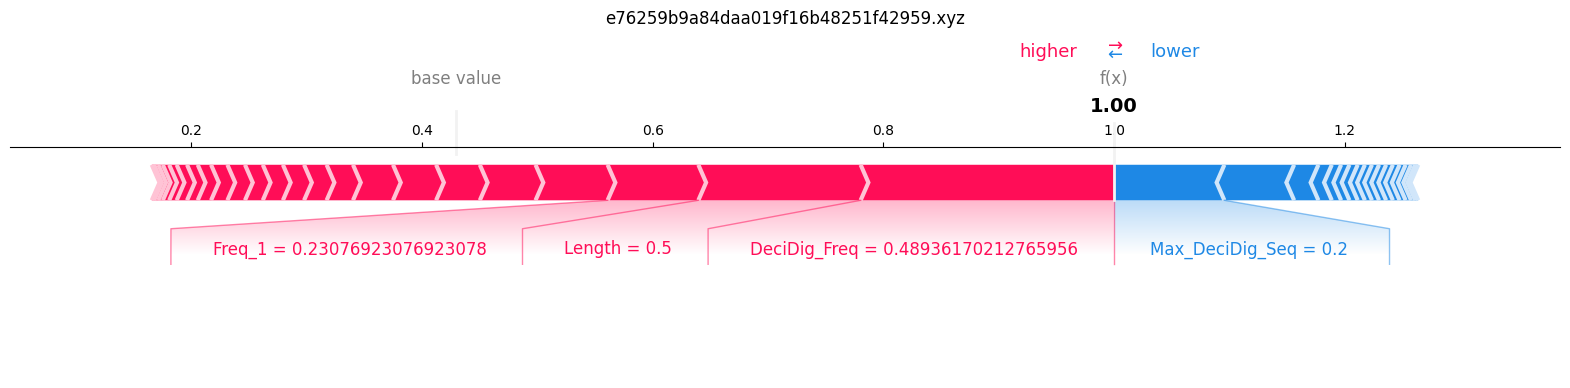 e76259b9a84daa019f16b48251f42959.xyz
higher ⇄ lower
base value f(x)
1.00
0.2 0.4 0.6 0.8 1.0 1.2
Freq_1 = 0.23076923076923078 Length = 0.5 DeciDig_Freq = 0.48936170212765956 Max_DeciDig_Seq = 0.2